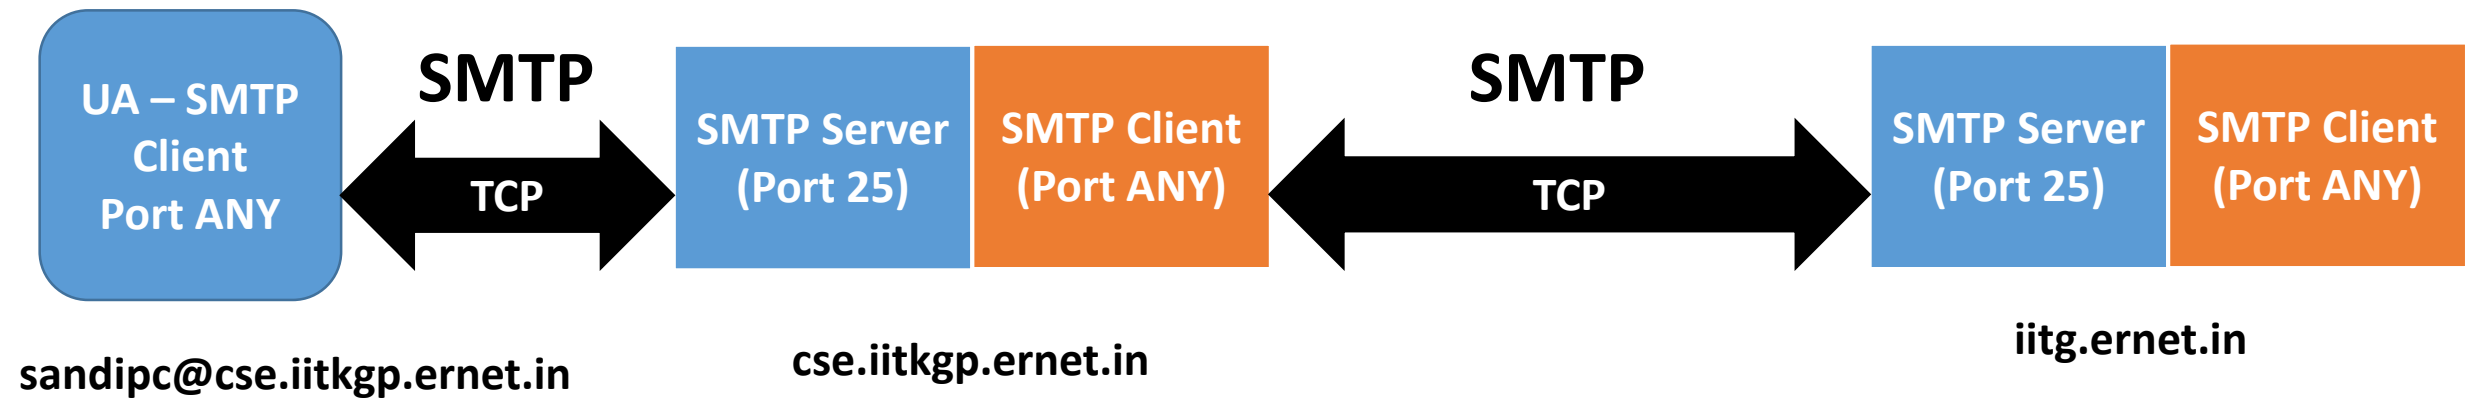 UA – SMTP
Client
Port ANY
SMTP
TCP
SMTP Server
(Port 25)
SMTP Client
(Port ANY)
SMTP
TCP
SMTP Server
(Port 25)
SMTP Client
(Port ANY)
sandipc@cse.iitkgp.ernet.in
cse.iitkgp.ernet.in
iitg.ernet.in